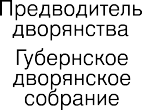 Предводитель
дворянства
Губернское
дворянское
собрание